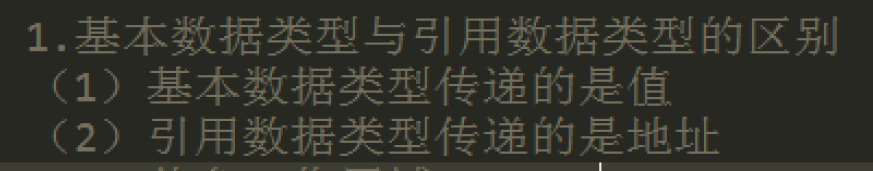 1.基本数据类型与引用数据类型的区别
（1）基本数据类型传递的是值
（2）引用数据类型传递的是地址